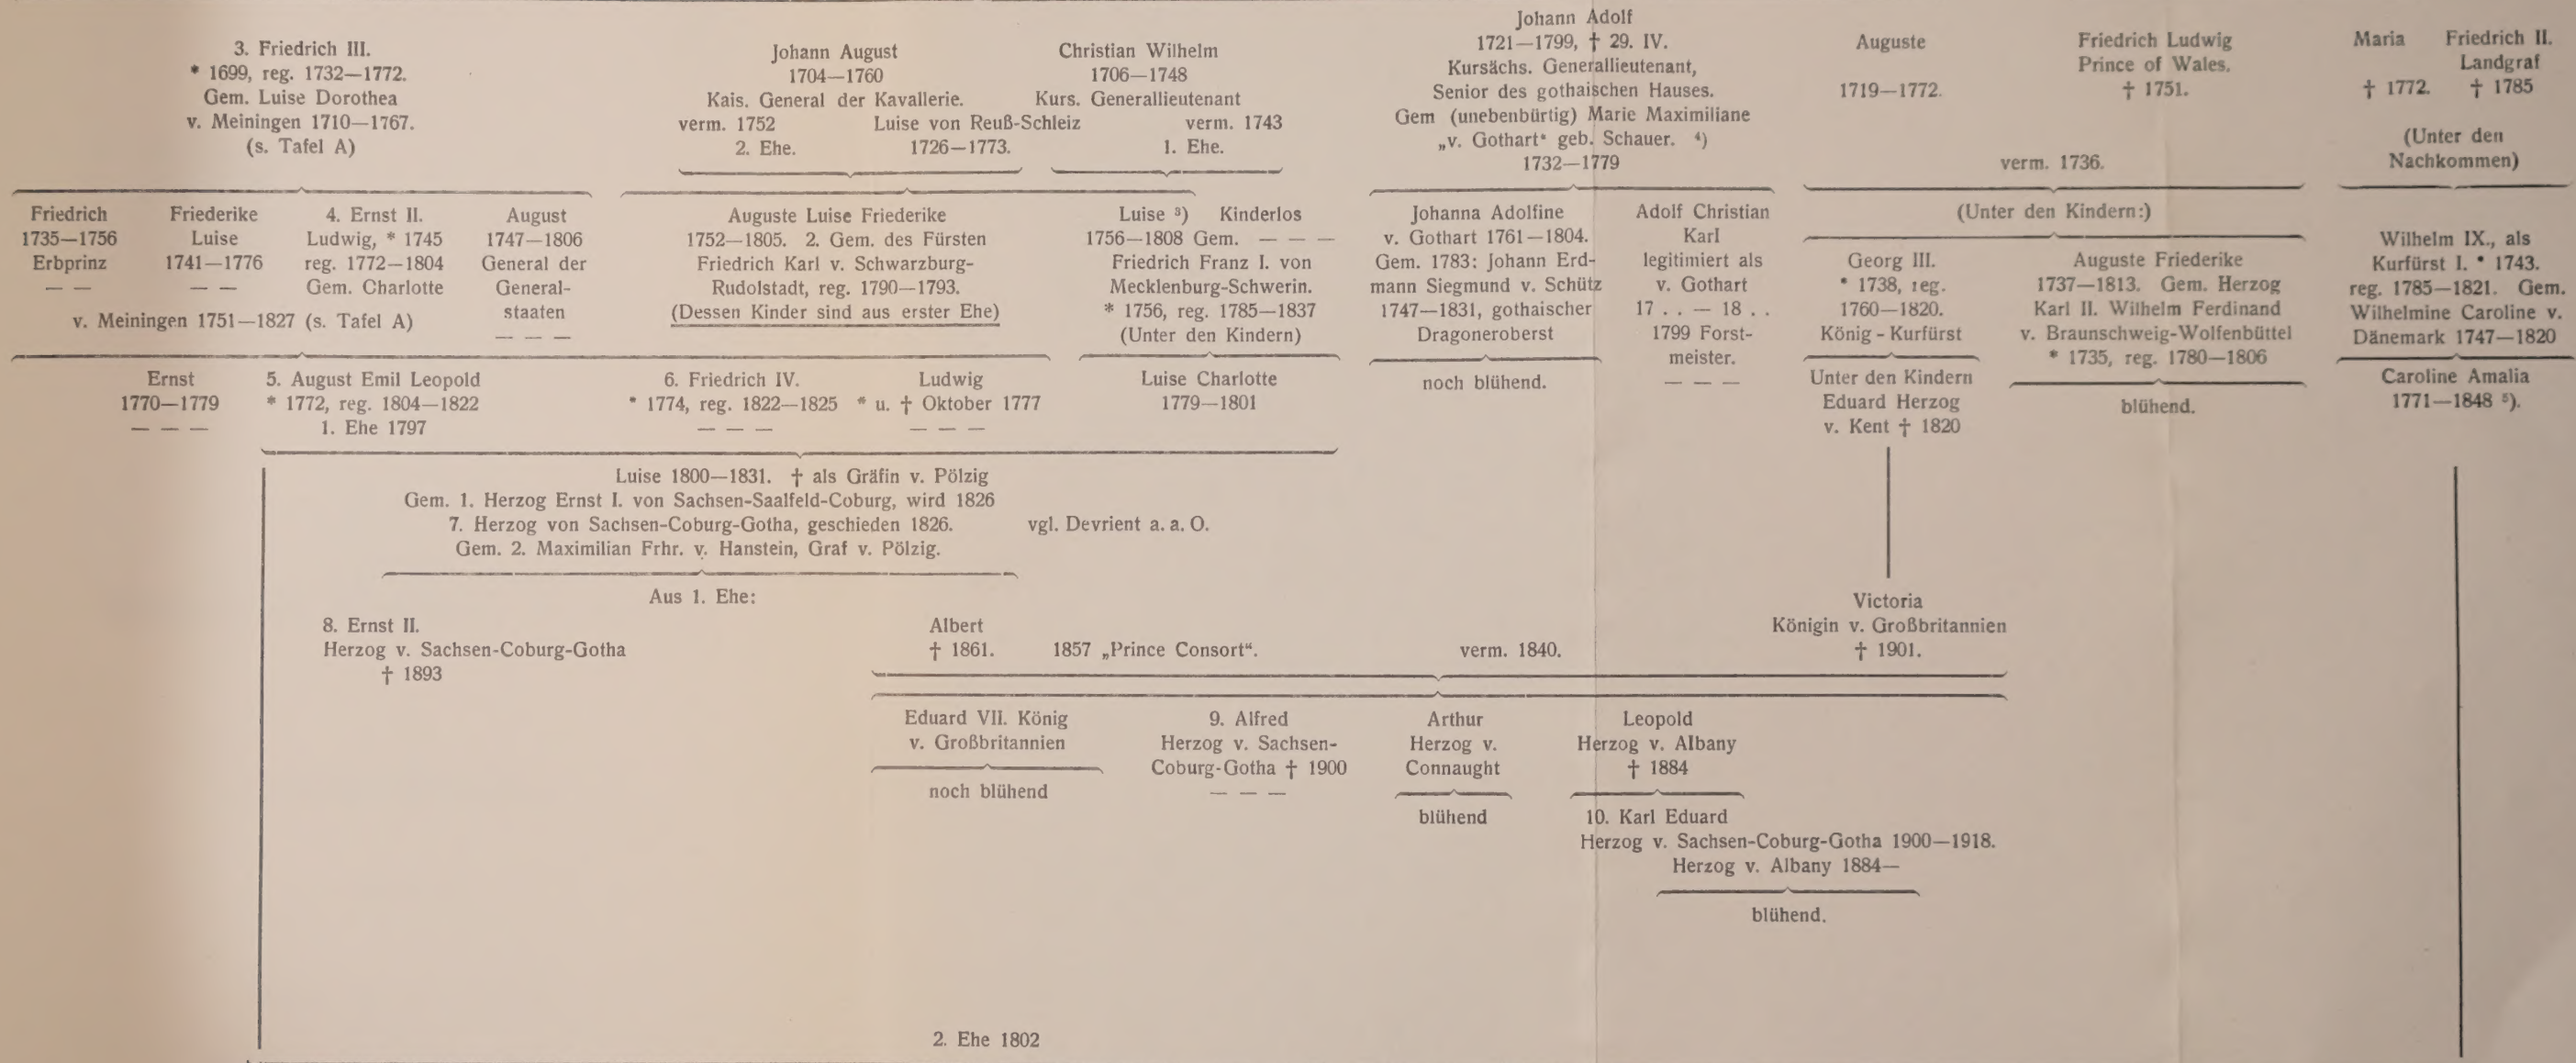 3. Friedrich III.
* 1699, reg. 1732—1772.
Gem. Luise Dorothea
v. Meiningen 1710—1767.
(s. Tafel A)
Johann August
1704—1760
Kais. General der Kavallerie.
Christian Wilhelm
1706—1748
Kurs. Generallieutenant
verm. 1752 Luise von Reuß-Schleiz verm. 1743
2. Ehe. 1726—1773. 1. Ehe.
Johann Adolf
1721—1799, † 29. IV.
Kursächs. Generallieutenant,
Senior des gothaischen Hauses.
Gem (unebenbürtig) Marie Maximiliane
„v. Gothart“ geb. Schauer. ⁴)
1732—1779
Auguste
1719—1772.
Friedrich Ludwig
Prince of Wales.
† 1751.
verm. 1736.
Maria
† 1772.
Friedrich II.
Landgraf
† 1785
(Unter den
Nachkommen)
Friedrich
1735—1756
Erbprinz
— —
Friederike
Luise
1741—1776
— —
4. Ernst II.
Ludwig, * 1745
reg. 1772—1804
Gem. Charlotte
v. Meiningen 1751—1827 (s. Tafel A)
August
1747—1806
General der
General-
staaten
— — —
Auguste Luise Friederike
1752—1805. 2. Gem. des Fürsten
Friedrich Karl v. Schwarzburg-
Rudolstadt, reg. 1790—1793.
(Dessen Kinder sind aus erster Ehe)
Luise ³) Kinderlos
1756—1808 Gem. — — —
Friedrich Franz I. von
Mecklenburg-Schwerin.
* 1756, reg. 1785—1837
(Unter den Kindern)
Johanna Adolfine
v. Gothart 1761—1804.
Gem. 1783: Johann Erd-
mann Siegmund v. Schütz
1747—1831, gothaischer
Dragoneroberst
noch blühend.
Adolf Christian
Karl
legitimiert als
v. Gothart
17 . . — 18 . .
1799 Forst-
meister.
— — —
(Unter den Kindern:)
Georg III.
* 1738, reg.
1760—1820.
König - Kurfürst
Unter den Kindern
Eduard Herzog
v. Kent † 1820
Auguste Friederike
1737—1813. Gem. Herzog
Karl II. Wilhelm Ferdinand
v. Braunschweig-Wolfenbüttel
* 1735, reg. 1780—1806
blühend.
Wilhelm IX., als
Kurfürst I. * 1743.
reg. 1785—1821. Gem.
Wilhelmine Caroline v.
Dänemark 1747—1820
Caroline Amalia
1771—1848 ⁵).
Ernst
1770—1779
— — —
5. August Emil Leopold
* 1772, reg. 1804—1822
1. Ehe 1797
6. Friedrich IV.
* 1774, reg. 1822—1825
— — —
Ludwig
* u. † Oktober 1777
— — —
Luise Charlotte
1779—1801
Luise 1800—1831. † als Gräfin v. Pölzig
Gem. 1. Herzog Ernst I. von Sachsen-Saalfeld-Coburg, wird 1826
7. Herzog von Sachsen-Coburg-Gotha, geschieden 1826. vgl. Devrient a. a. O.
Gem. 2. Maximilian Frhr. v. Hanstein, Graf v. Pölzig.
Aus 1. Ehe:
8. Ernst II.
Herzog v. Sachsen-Coburg-Gotha
† 1893
Albert
† 1861. 1857 „Prince Consort“. verm. 1840.
Victoria
Königin v. Großbritannien
† 1901.
Eduard VII. König
v. Großbritannien
noch blühend
9. Alfred
Herzog v. Sachsen-
Coburg-Gotha † 1900
— — —
Arthur
Herzog v.
Connaught
blühend
Leopold
Herzog v. Albany
† 1884
10. Karl Eduard
Herzog v. Sachsen-Coburg-Gotha 1900—1918.
Herzog v. Albany 1884—
blühend.
2. Ehe 1802